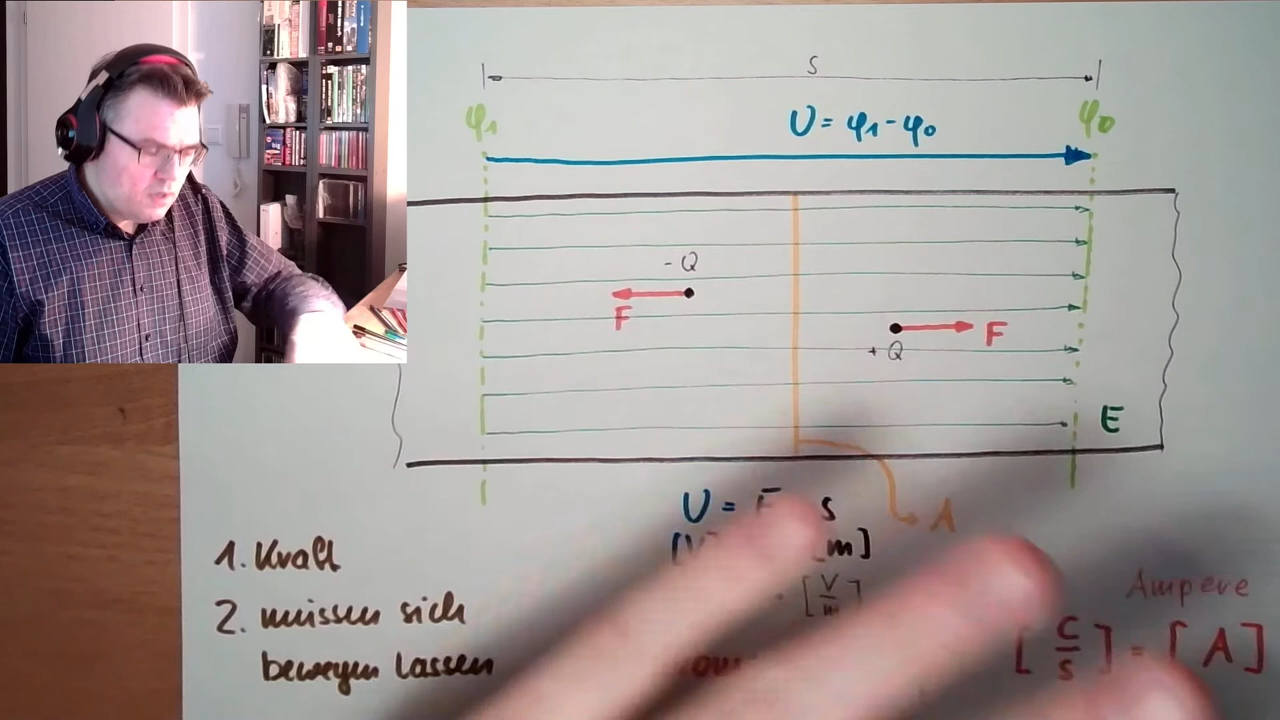 s
φ₁
U = φ₁ - φ₀
φ₀
- Q
F
F
+ Q
E
U = s
A
1. Kraft
m]
2. müssen sich
[V/m]
bewegen lassen
Ampere
[C/s] = [A]